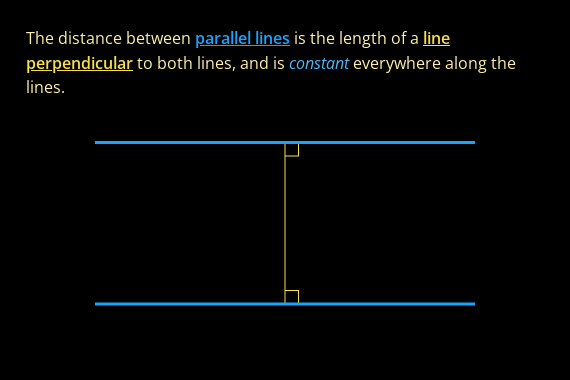 The distance between parallel lines is the length of a line
perpendicular to both lines, and is constant everywhere along the
lines.